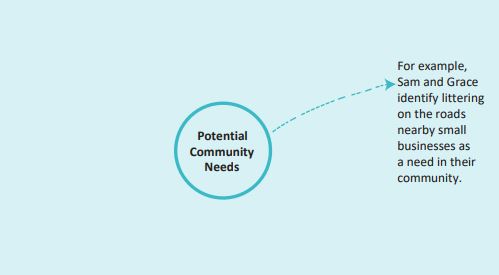 Potential
Community
Needs
For example,
Sam and Grace
identify littering
on the roads
nearby small
businesses as
a need in their
community.